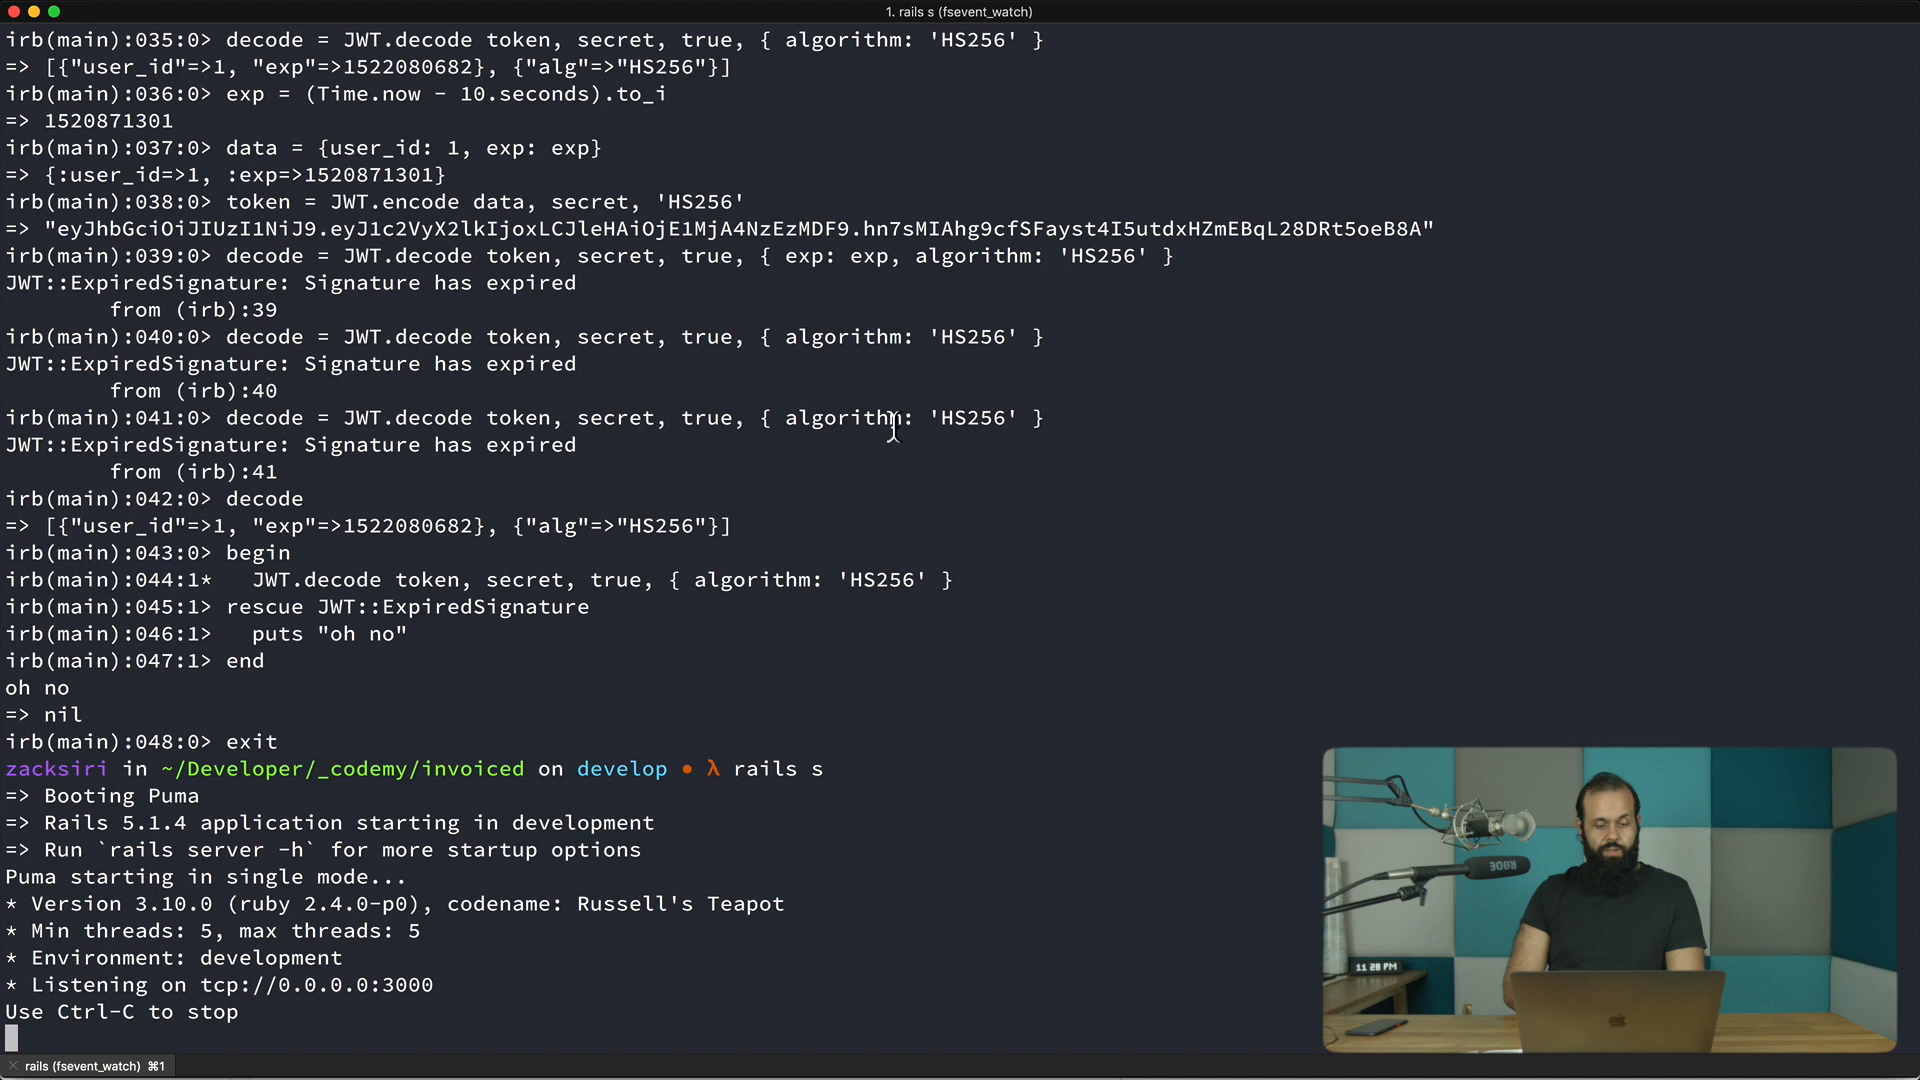 1. rails s (fsevent_watch)
irb(main):035:0> decode = JWT.decode token, secret, true, { algorithm: 'HS256' }
=> [{"user_id"=>1, "exp"=>1522080682}, {"alg"=>"HS256"}]
irb(main):036:0> exp = (Time.now - 10.seconds).to_i
=> 1520871301
irb(main):037:0> data = {user_id: 1, exp: exp}
=> {:user_id=>1, :exp=>1520871301}
irb(main):038:0> token = JWT.encode data, secret, 'HS256'
=> "eyJhbGciOiJIUzI1NiJ9.eyJ1c2VyX2lkIjoxLCJleHAiOjE1MjA4NzEzMDF9.hn7sMIAhg9cfSFayst4I5utdxHZmEBqL28DRt5oeB8A"
irb(main):039:0> decode = JWT.decode token, secret, true, { exp: exp, algorithm: 'HS256' }
JWT::ExpiredSignature: Signature has expired
from (irb):39
irb(main):040:0> decode = JWT.decode token, secret, true, { algorithm: 'HS256' }
JWT::ExpiredSignature: Signature has expired
from (irb):40
irb(main):041:0> decode = JWT.decode token, secret, true, { algorithm: 'HS256' }
JWT::ExpiredSignature: Signature has expired
from (irb):41
irb(main):042:0> decode
=> [{"user_id"=>1, "exp"=>1522080682}, {"alg"=>"HS256"}]
irb(main):043:0> begin
irb(main):044:1*   JWT.decode token, secret, true, { algorithm: 'HS256' }
irb(main):045:1> rescue JWT::ExpiredSignature
irb(main):046:1>   puts "oh no"
irb(main):047:1> end
oh no
=> nil
irb(main):048:0> exit
zacksiri in ~/Developer/_codemy/invoiced on develop • λ rails s
=> Booting Puma
=> Rails 5.1.4 application starting in development
=> Run `rails server -h` for more startup options
Puma starting in single mode...
* Version 3.10.0 (ruby 2.4.0-p0), codename: Russell's Teapot
* Min threads: 5, max threads: 5
* Environment: development
* Listening on tcp://0.0.0.0:3000
Use Ctrl-C to stop
RØDE
11 28 PM
rails (fsevent_watch) ⌘1